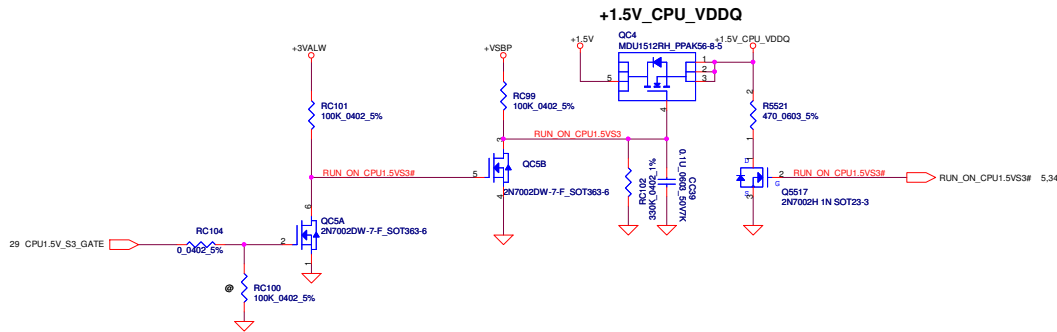 +1.5V_CPU_VDDQ
+3VALW
+VSBP
+1.5V
QC4
MDU1512RH_PPAK56-8-5
+1.5V_CPU_VDDQ
5
1
2
3
4
RC101
100K_0402_5%
RC99
100K_0402_5%
2
R5521
470_0603_5%
1
3
RUN_ON_CPU1.5VS3
RUN_ON_CPU1.5VS3#
5
QC5B
2N7002DW-7-F_SOT363-6
4
RC102
330K_0402_1%
CC39
0.1U_0603_50V7K
D
S
G
3
2
RUN_ON_CPU1.5VS3#
Q5517
2N7002H 1N SOT23-3
RUN_ON_CPU1.5VS3# 5,34
6
QC5A
2N7002DW-7-F_SOT363-6
2
1
29 CPU1.5V_S3_GATE
RC104
0_0402_5%
@
RC100
100K_0402_5%